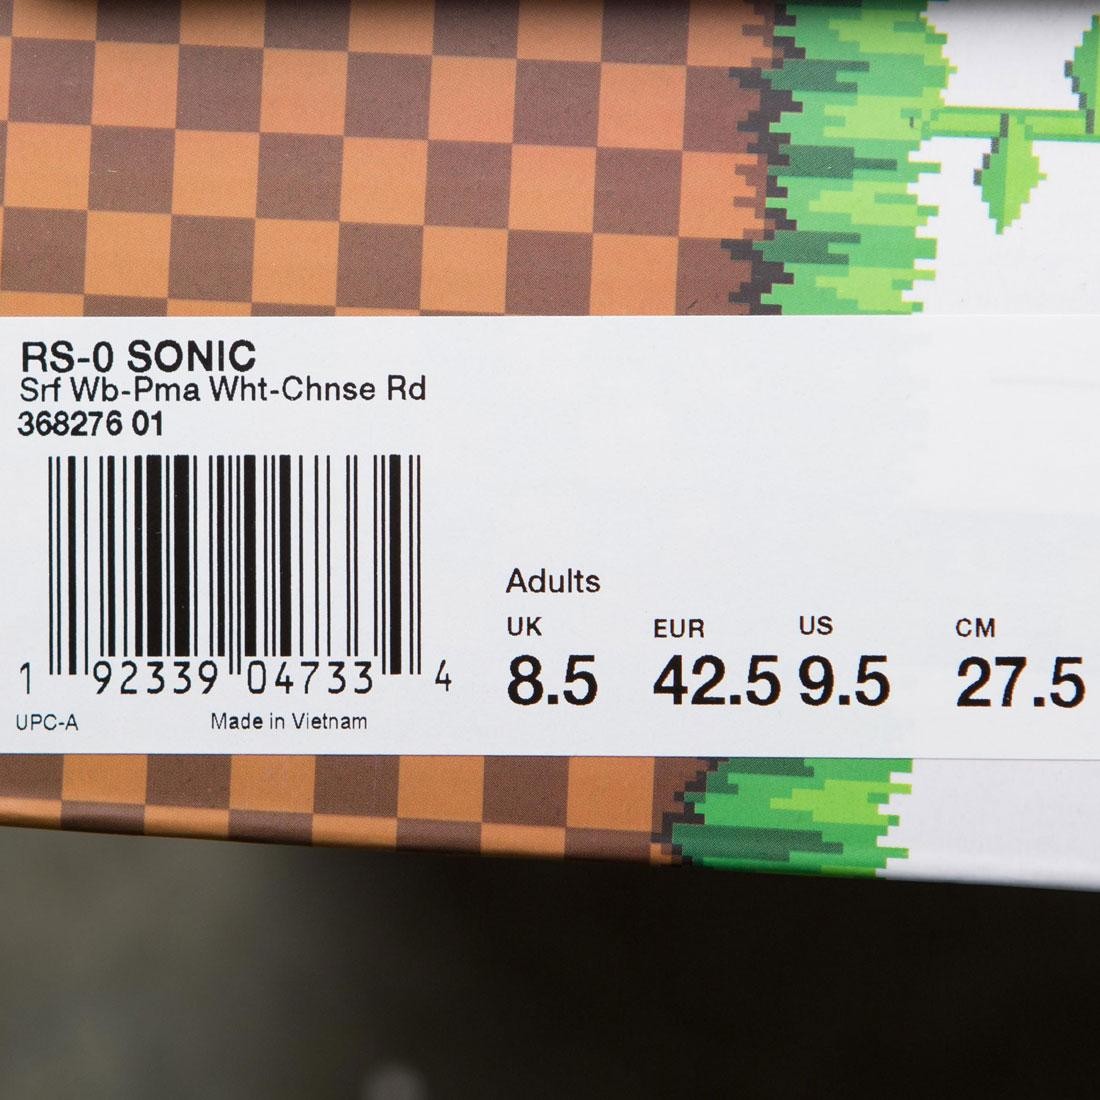 RS-0 SONIC
Srf Wb-Pma Wht-Chnse Rd
368276 01
1 92339 04733 4
UPC-A Made in Vietnam
Adults
UK EUR US CM
8.5 42.5 9.5 27.5